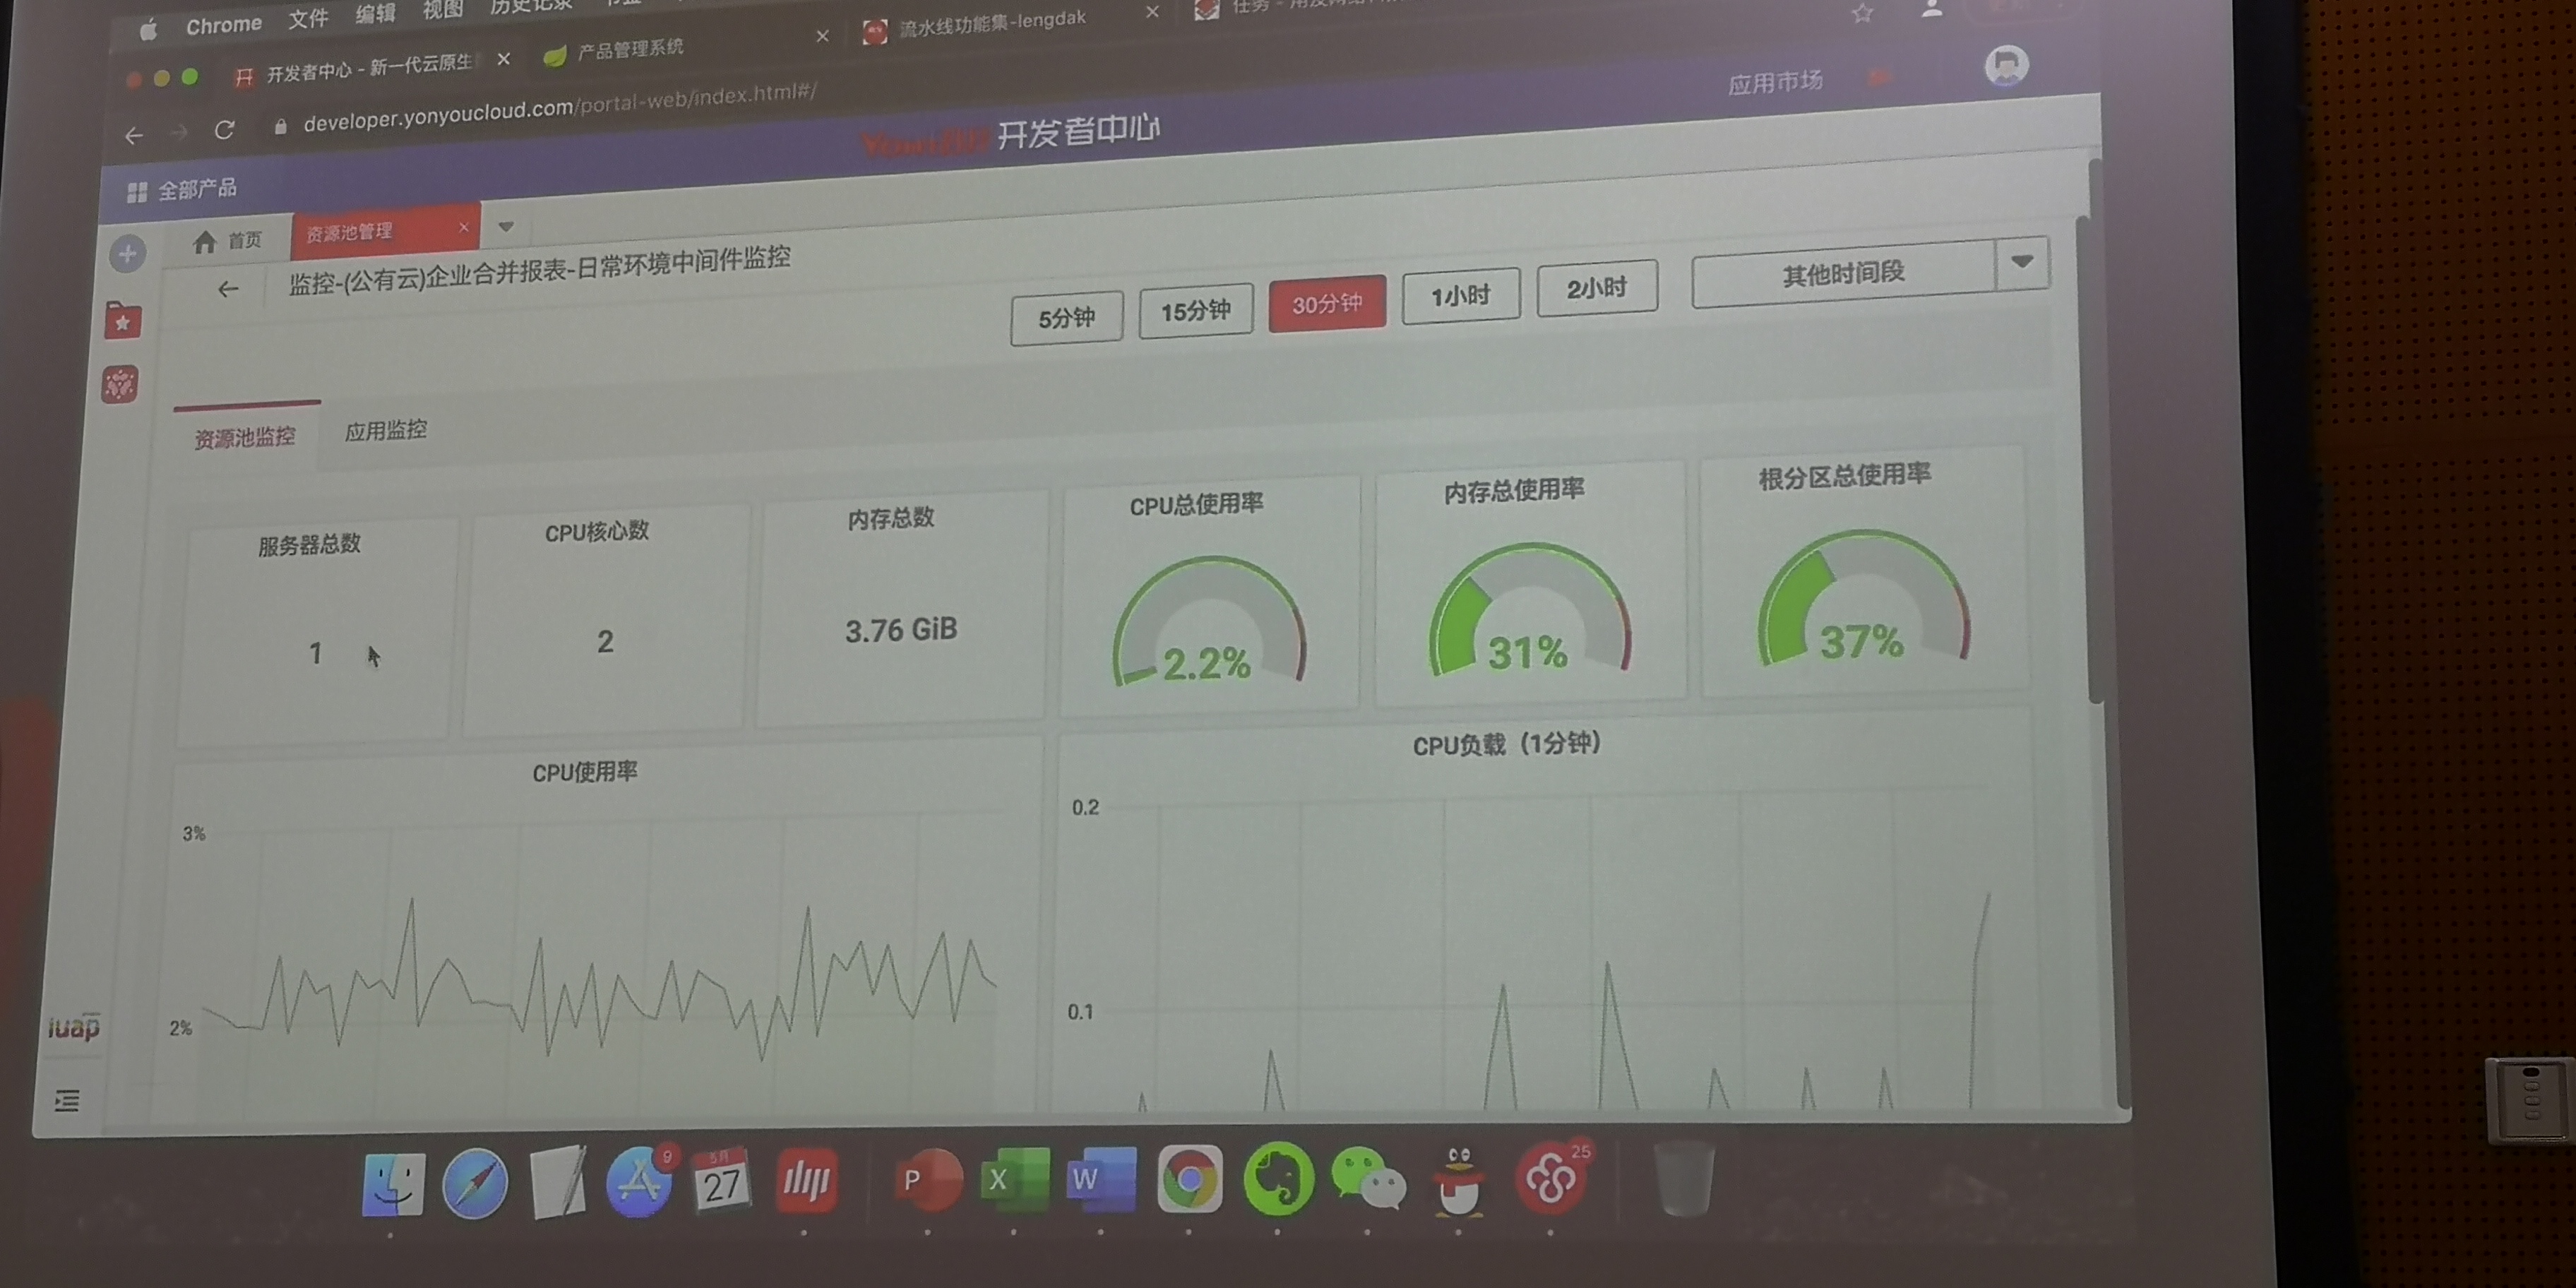 Chrome 文件 编辑 视图 历史记录
开发者中心 - 新一代云原生
产品管理系统
流水线功能集-lengdak
developer.yonyoucloud.com/portal-web/index.html#/
全部产品
开发者中心
应用市场
首页
资源池管理
监控-(公有云)企业合并报表-日常环境中间件监控
5分钟
15分钟
30分钟
1小时
2小时
其他时间段
资源池监控
应用监控
服务器总数
1
CPU核心数
2
内存总数
3.76 GiB
CPU总使用率
2.2%
内存总使用率
31%
根分区总使用率
37%
CPU使用率
3%
2%
CPU负载（1分钟）
0.2
0.1
iuap
9
5月
27
P
X
W
25